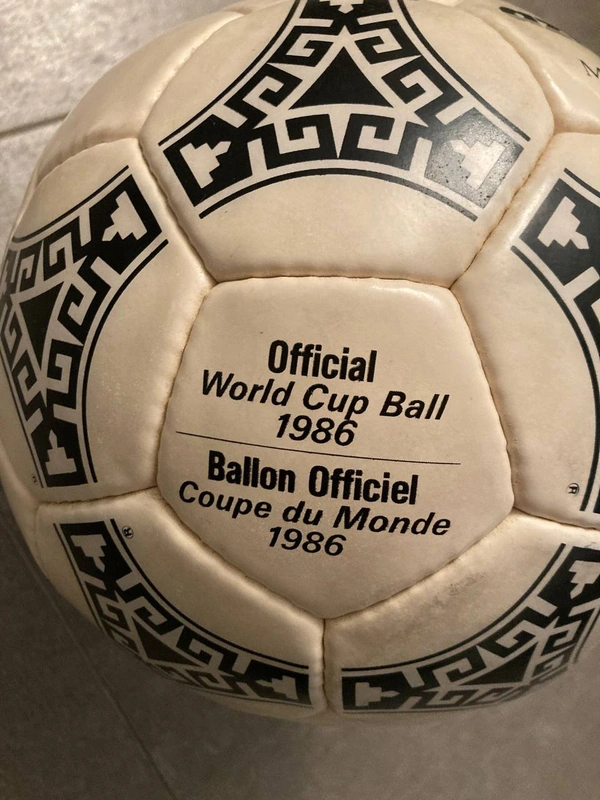 Official
World Cup Ball
1986
Ballon Officiel
Coupe du Monde
1986